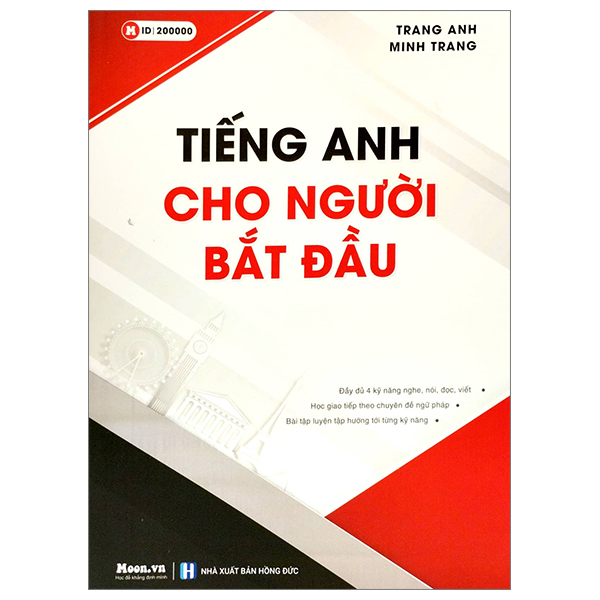 M ID 200000
TRANG ANH
MINH TRANG
TIẾNG ANH
CHO NGƯỜI
BẮT ĐẦU
Đầy đủ 4 kỹ năng nghe, nói, đọc, viết
Học giao tiếp theo chuyên đề ngữ pháp
Bài tập luyện tập hướng tới từng kỹ năng
Moon.vn
Học để khẳng định mình
H NHÀ XUẤT BẢN HỒNG ĐỨC